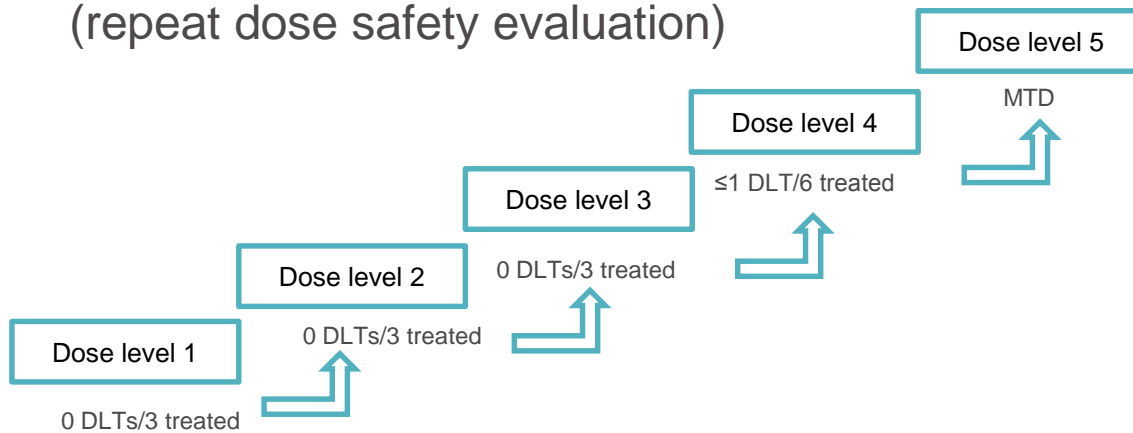 (repeat dose safety evaluation)
Dose level 5
MTD
Dose level 4
≤1 DLT/6 treated
Dose level 3
0 DLTs/3 treated
Dose level 2
0 DLTs/3 treated
Dose level 1
0 DLTs/3 treated